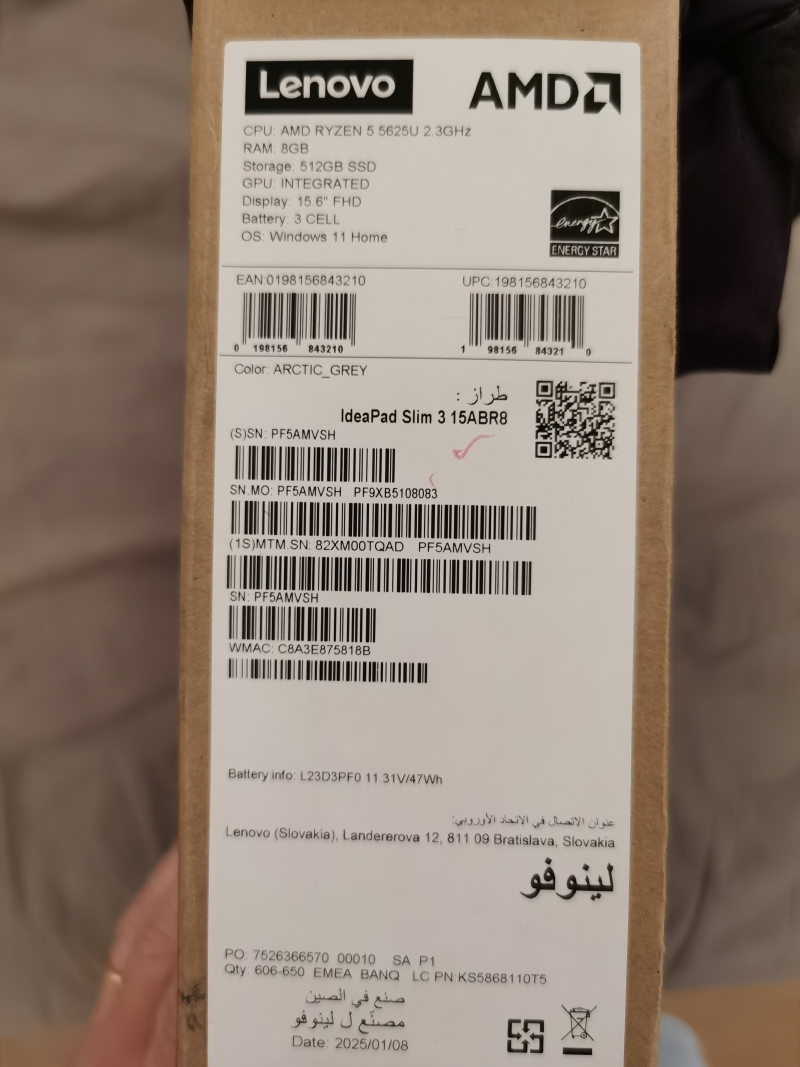 Lenovo
AMD
CPU: AMD RYZEN 5 5625U 2.3GHz
RAM: 8GB
Storage: 512GB SSD
GPU: INTEGRATED
Display: 15.6" FHD
Battery: 3 CELL
OS: Windows 11 Home
energy
ENERGY STAR
EAN:0198156843210
UPC:198156843210
0 198156 843210
1 98156 84321 0
Color: ARCTIC_GREY
طراز :
IdeaPad Slim 3 15ABR8
(S)SN: PF5AMVSH
SN.MO: PF5AMVSH PF9XB5108083
(1S)MTM.SN: 82XM00TQAD PF5AMVSH
SN: PF5AMVSH
WMAC: C8A3E875818B
Battery info: L23D3PF0 11.31V/47Wh
عنوان الاتصال في الاتحاد الأوروبي:
Lenovo (Slovakia), Landererova 12, 811 09 Bratislava, Slovakia
لينوفو
PO: 7526366570 00010 SA P1
Qty: 606-650 EMEA BANQ LC PN:KS5868110T5
صنع في الصين
مصنّع ل لينوفو
Date: 2025/01/08